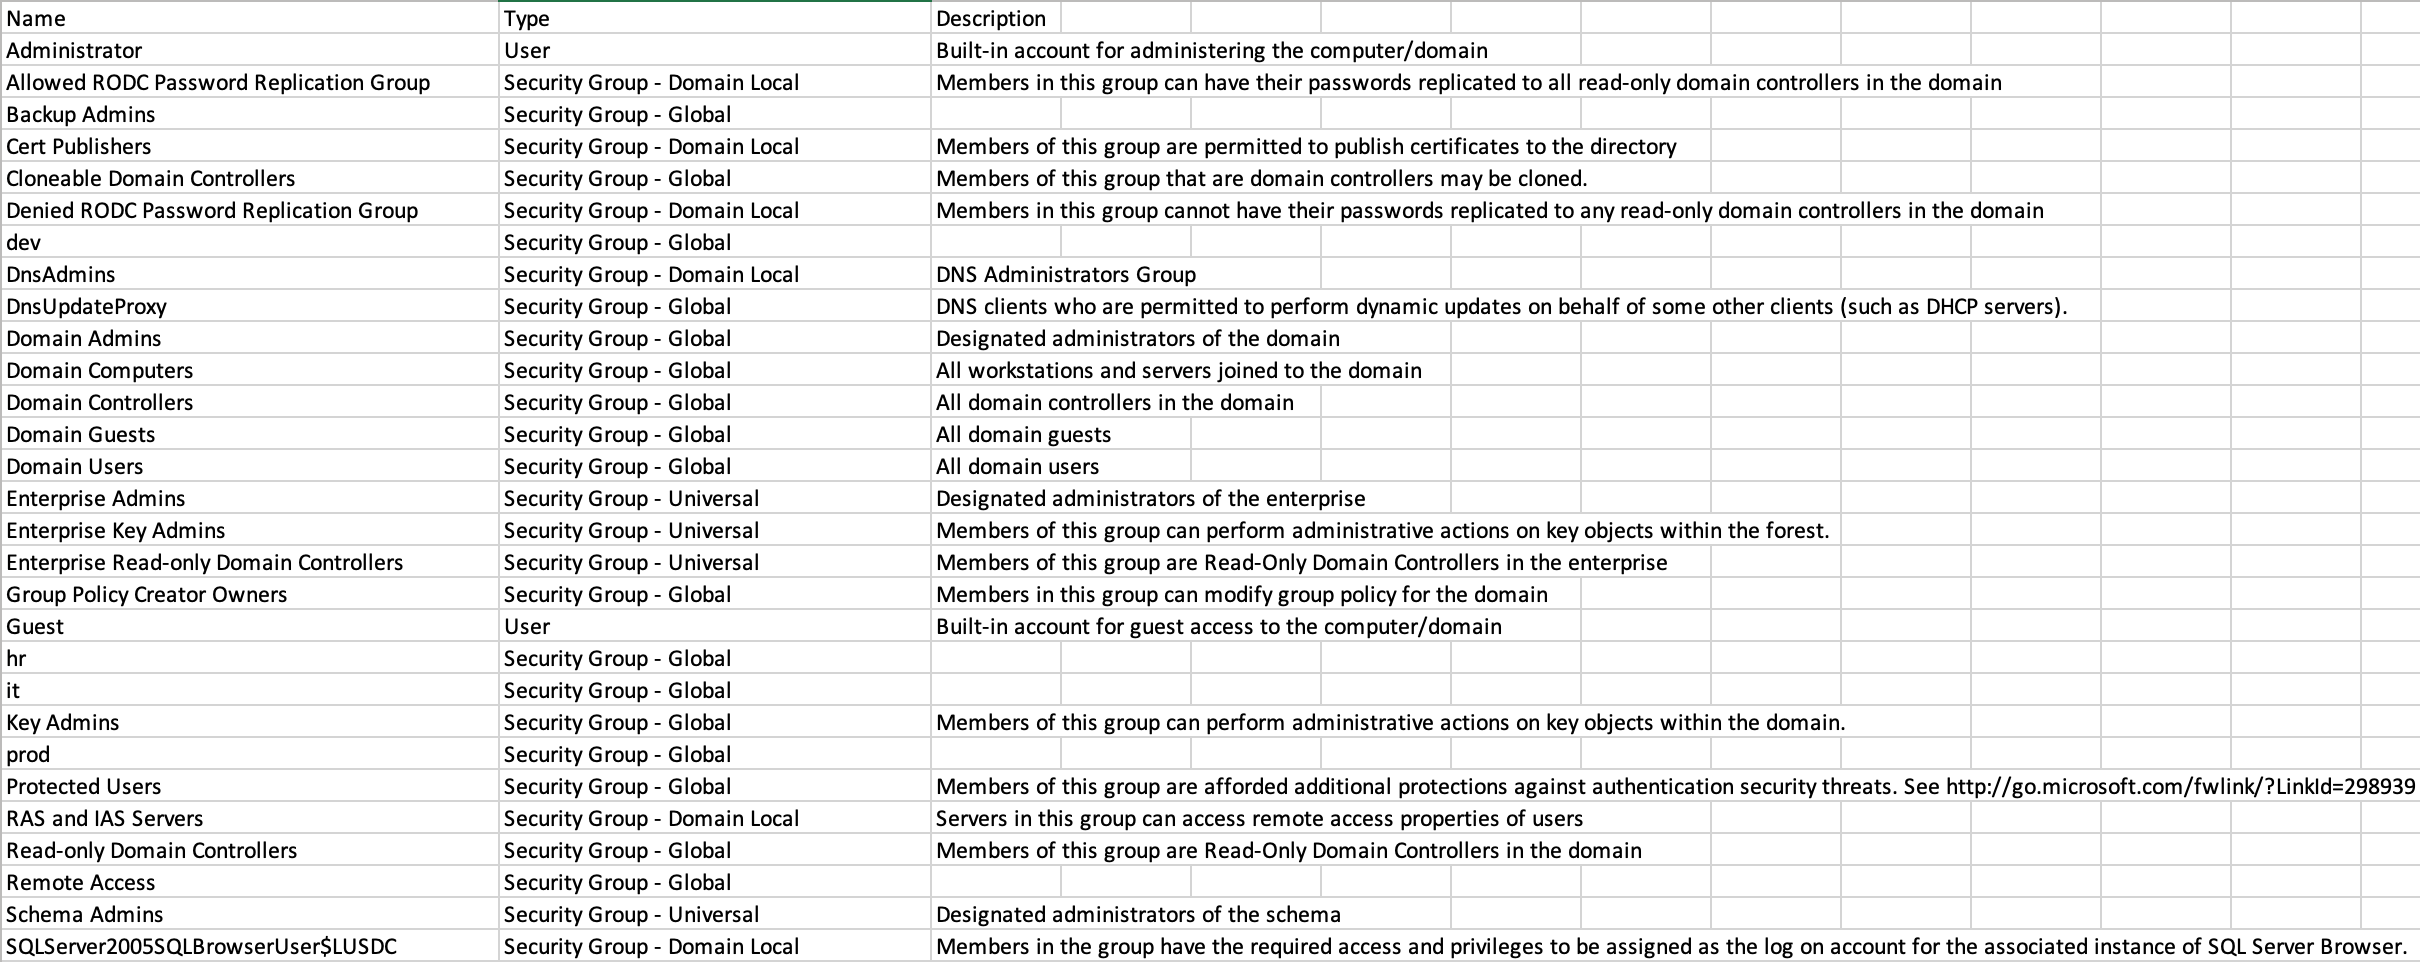 Name Type Description
Administrator User Built-in account for administering the computer/domain
Allowed RODC Password Replication Group Security Group - Domain Local Members in this group can have their passwords replicated to all read-only domain controllers in the domain
Backup Admins Security Group - Global
Cert Publishers Security Group - Domain Local Members of this group are permitted to publish certificates to the directory
Cloneable Domain Controllers Security Group - Global Members of this group that are domain controllers may be cloned.
Denied RODC Password Replication Group Security Group - Domain Local Members in this group cannot have their passwords replicated to any read-only domain controllers in the domain
dev Security Group - Global
DnsAdmins Security Group - Domain Local DNS Administrators Group
DnsUpdateProxy Security Group - Global DNS clients who are permitted to perform dynamic updates on behalf of some other clients (such as DHCP servers).
Domain Admins Security Group - Global Designated administrators of the domain
Domain Computers Security Group - Global All workstations and servers joined to the domain
Domain Controllers Security Group - Global All domain controllers in the domain
Domain Guests Security Group - Global All domain guests
Domain Users Security Group - Global All domain users
Enterprise Admins Security Group - Universal Designated administrators of the enterprise
Enterprise Key Admins Security Group - Universal Members of this group can perform administrative actions on key objects within the forest.
Enterprise Read-only Domain Controllers Security Group - Universal Members of this group are Read-Only Domain Controllers in the enterprise
Group Policy Creator Owners Security Group - Global Members in this group can modify group policy for the domain
Guest User Built-in account for guest access to the computer/domain
hr Security Group - Global
it Security Group - Global
Key Admins Security Group - Global Members of this group can perform administrative actions on key objects within the domain.
prod Security Group - Global
Protected Users Security Group - Global Members of this group are afforded additional protections against authentication security threats. See http://go.microsoft.com/fwlink/?LinkId=298939
RAS and IAS Servers Security Group - Domain Local Servers in this group can access remote access properties of users
Read-only Domain Controllers Security Group - Global Members of this group are Read-Only Domain Controllers in the domain
Remote Access Security Group - Global
Schema Admins Security Group - Universal Designated administrators of the schema
SQLServer2005SQLBrowserUser$LUSDC Security Group - Domain Local Members in the group have the required access and privileges to be assigned as the log on account for the associated instance of SQL Server Browser.